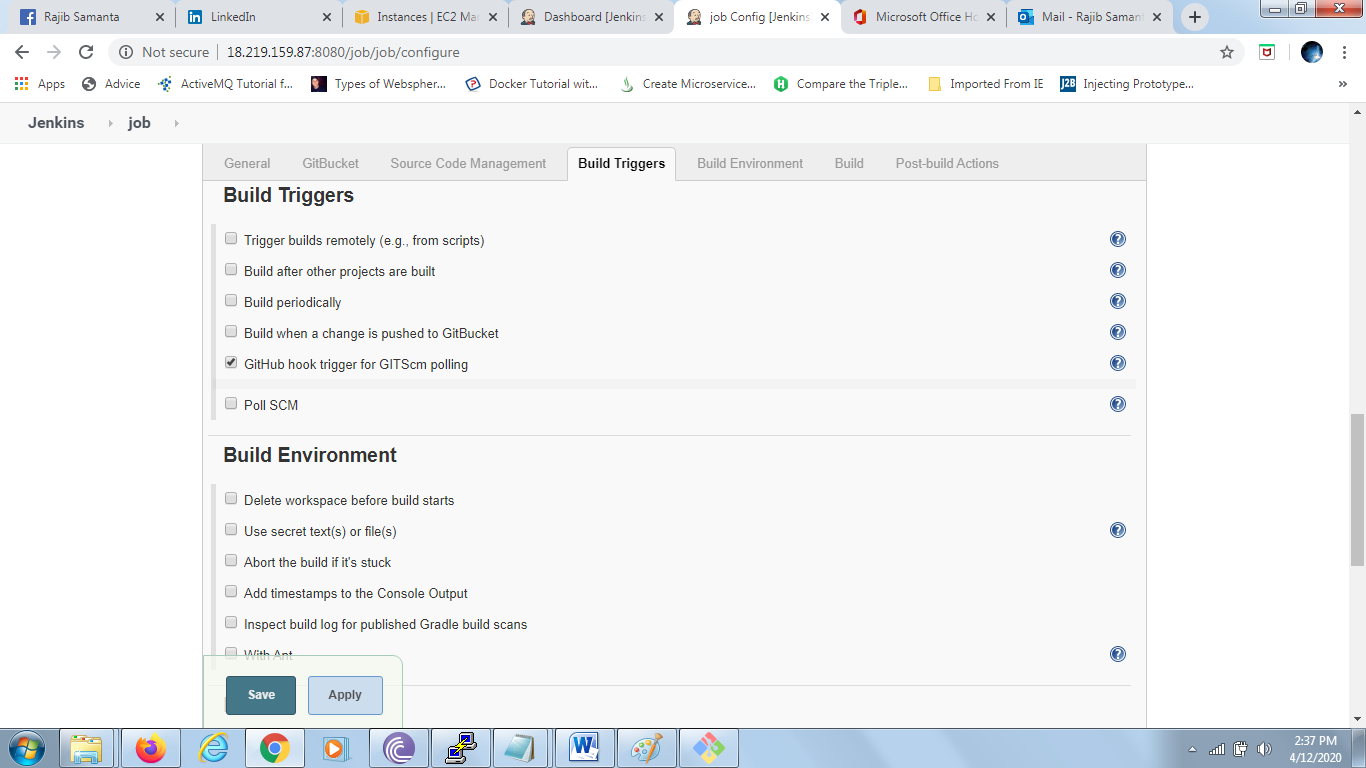 Rajib Samanta
LinkedIn
Instances | EC2 Mar
Dashboard [Jenkins
job Config [Jenkins
Microsoft Office Ho
Mail - Rajib Samant
Not secure | 18.219.159.87:8080/job/job/configure
Apps
Advice
ActiveMQ Tutorial f...
Types of Webspher...
Docker Tutorial wit...
Create Microservice...
Compare the Triple...
Imported From IE
J2B
Injecting Prototype...
Jenkins
job
General
GitBucket
Source Code Management
Build Triggers
Build Environment
Build
Post-build Actions
Build Triggers
Trigger builds remotely (e.g., from scripts)
Build after other projects are built
Build periodically
Build when a change is pushed to GitBucket
GitHub hook trigger for GITScm polling
Poll SCM
Build Environment
Delete workspace before build starts
Use secret text(s) or file(s)
Abort the build if it's stuck
Add timestamps to the Console Output
Inspect build log for published Gradle build scans
With Ant
Save
Apply
2:37 PM
4/12/2020